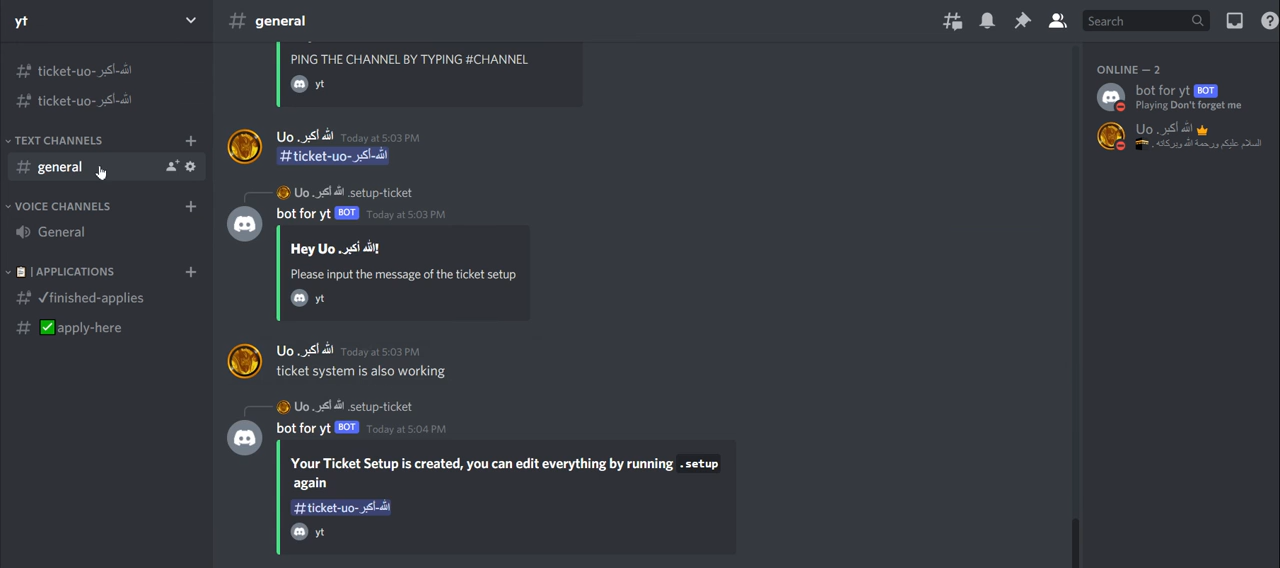 yt
ticket-uo-الله-أكبر
ticket-uo-الله-أكبر
TEXT CHANNELS
general
VOICE CHANNELS
General
📋 | APPLICATIONS
✓finished-applies
✅apply-here
# general
Search
PING THE CHANNEL BY TYPING #CHANNEL
yt
Uo . الله أكبر Today at 5:03 PM
#ticket-uo-الله-أكبر
Uo . الله أكبر .setup-ticket
bot for yt BOT Today at 5:03 PM
Hey Uo . الله أكبر!
Please input the message of the ticket setup
yt
Uo . الله أكبر Today at 5:03 PM
ticket system is also working
Uo . الله أكبر .setup-ticket
bot for yt BOT Today at 5:04 PM
Your Ticket Setup is created, you can edit everything by running .setup
again
#ticket-uo-الله-أكبر
yt
ONLINE — 2
bot for yt BOT
Playing Don't forget me
Uo . الله أكبر
🕋 . السلام عليكم ورحمة الله وبركاته